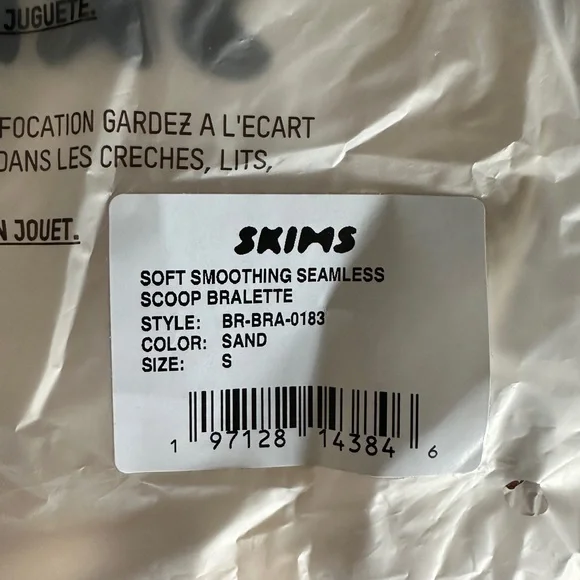 JUGUETE.
FOCATION GARDEZ A L'ECART
DANS LES CRECHES, LITS,
N JOUET.
SKIMS
SOFT SMOOTHING SEAMLESS
SCOOP BRALETTE
STYLE: BR-BRA-0183
COLOR: SAND
SIZE: S
1 97128 14384 6